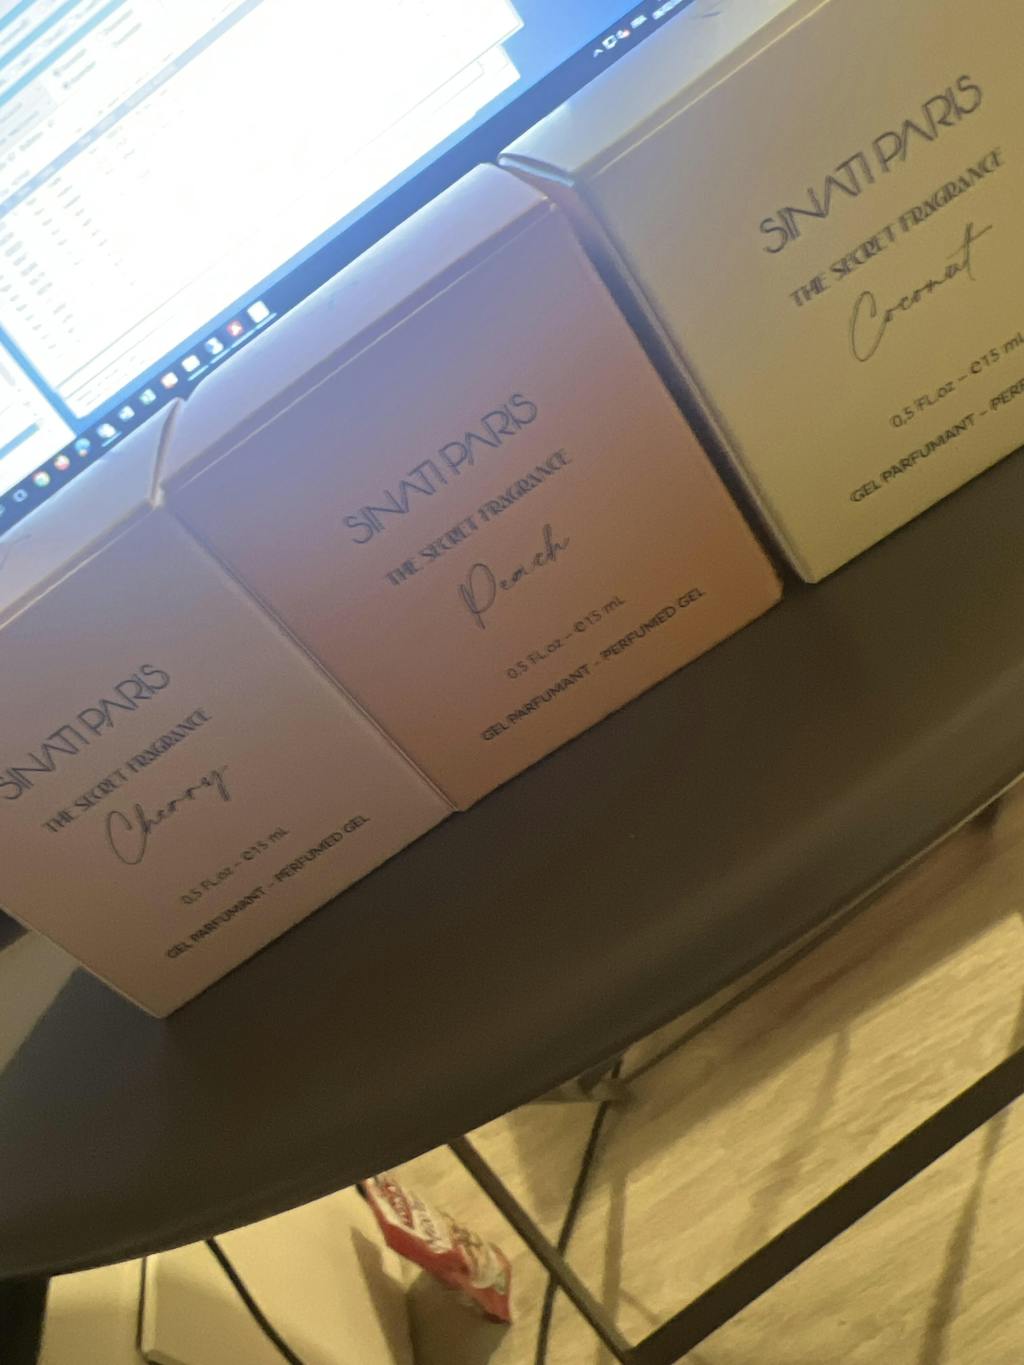 SINATI PARIS
THE SECRET FRAGRANCE
Cherry
0.5 FL.oz - e15 mL
GEL PARFUMANT - PERFUMED GEL
SINATI PARIS
THE SECRET FRAGRANCE
Peach
0.5 FL.oz - e15 mL
GEL PARFUMANT - PERFUMED GEL
SINATI PARIS
THE SECRET FRAGRANCE
Coconut
0.5 FL.oz - e15 mL
GEL PARFUMANT -